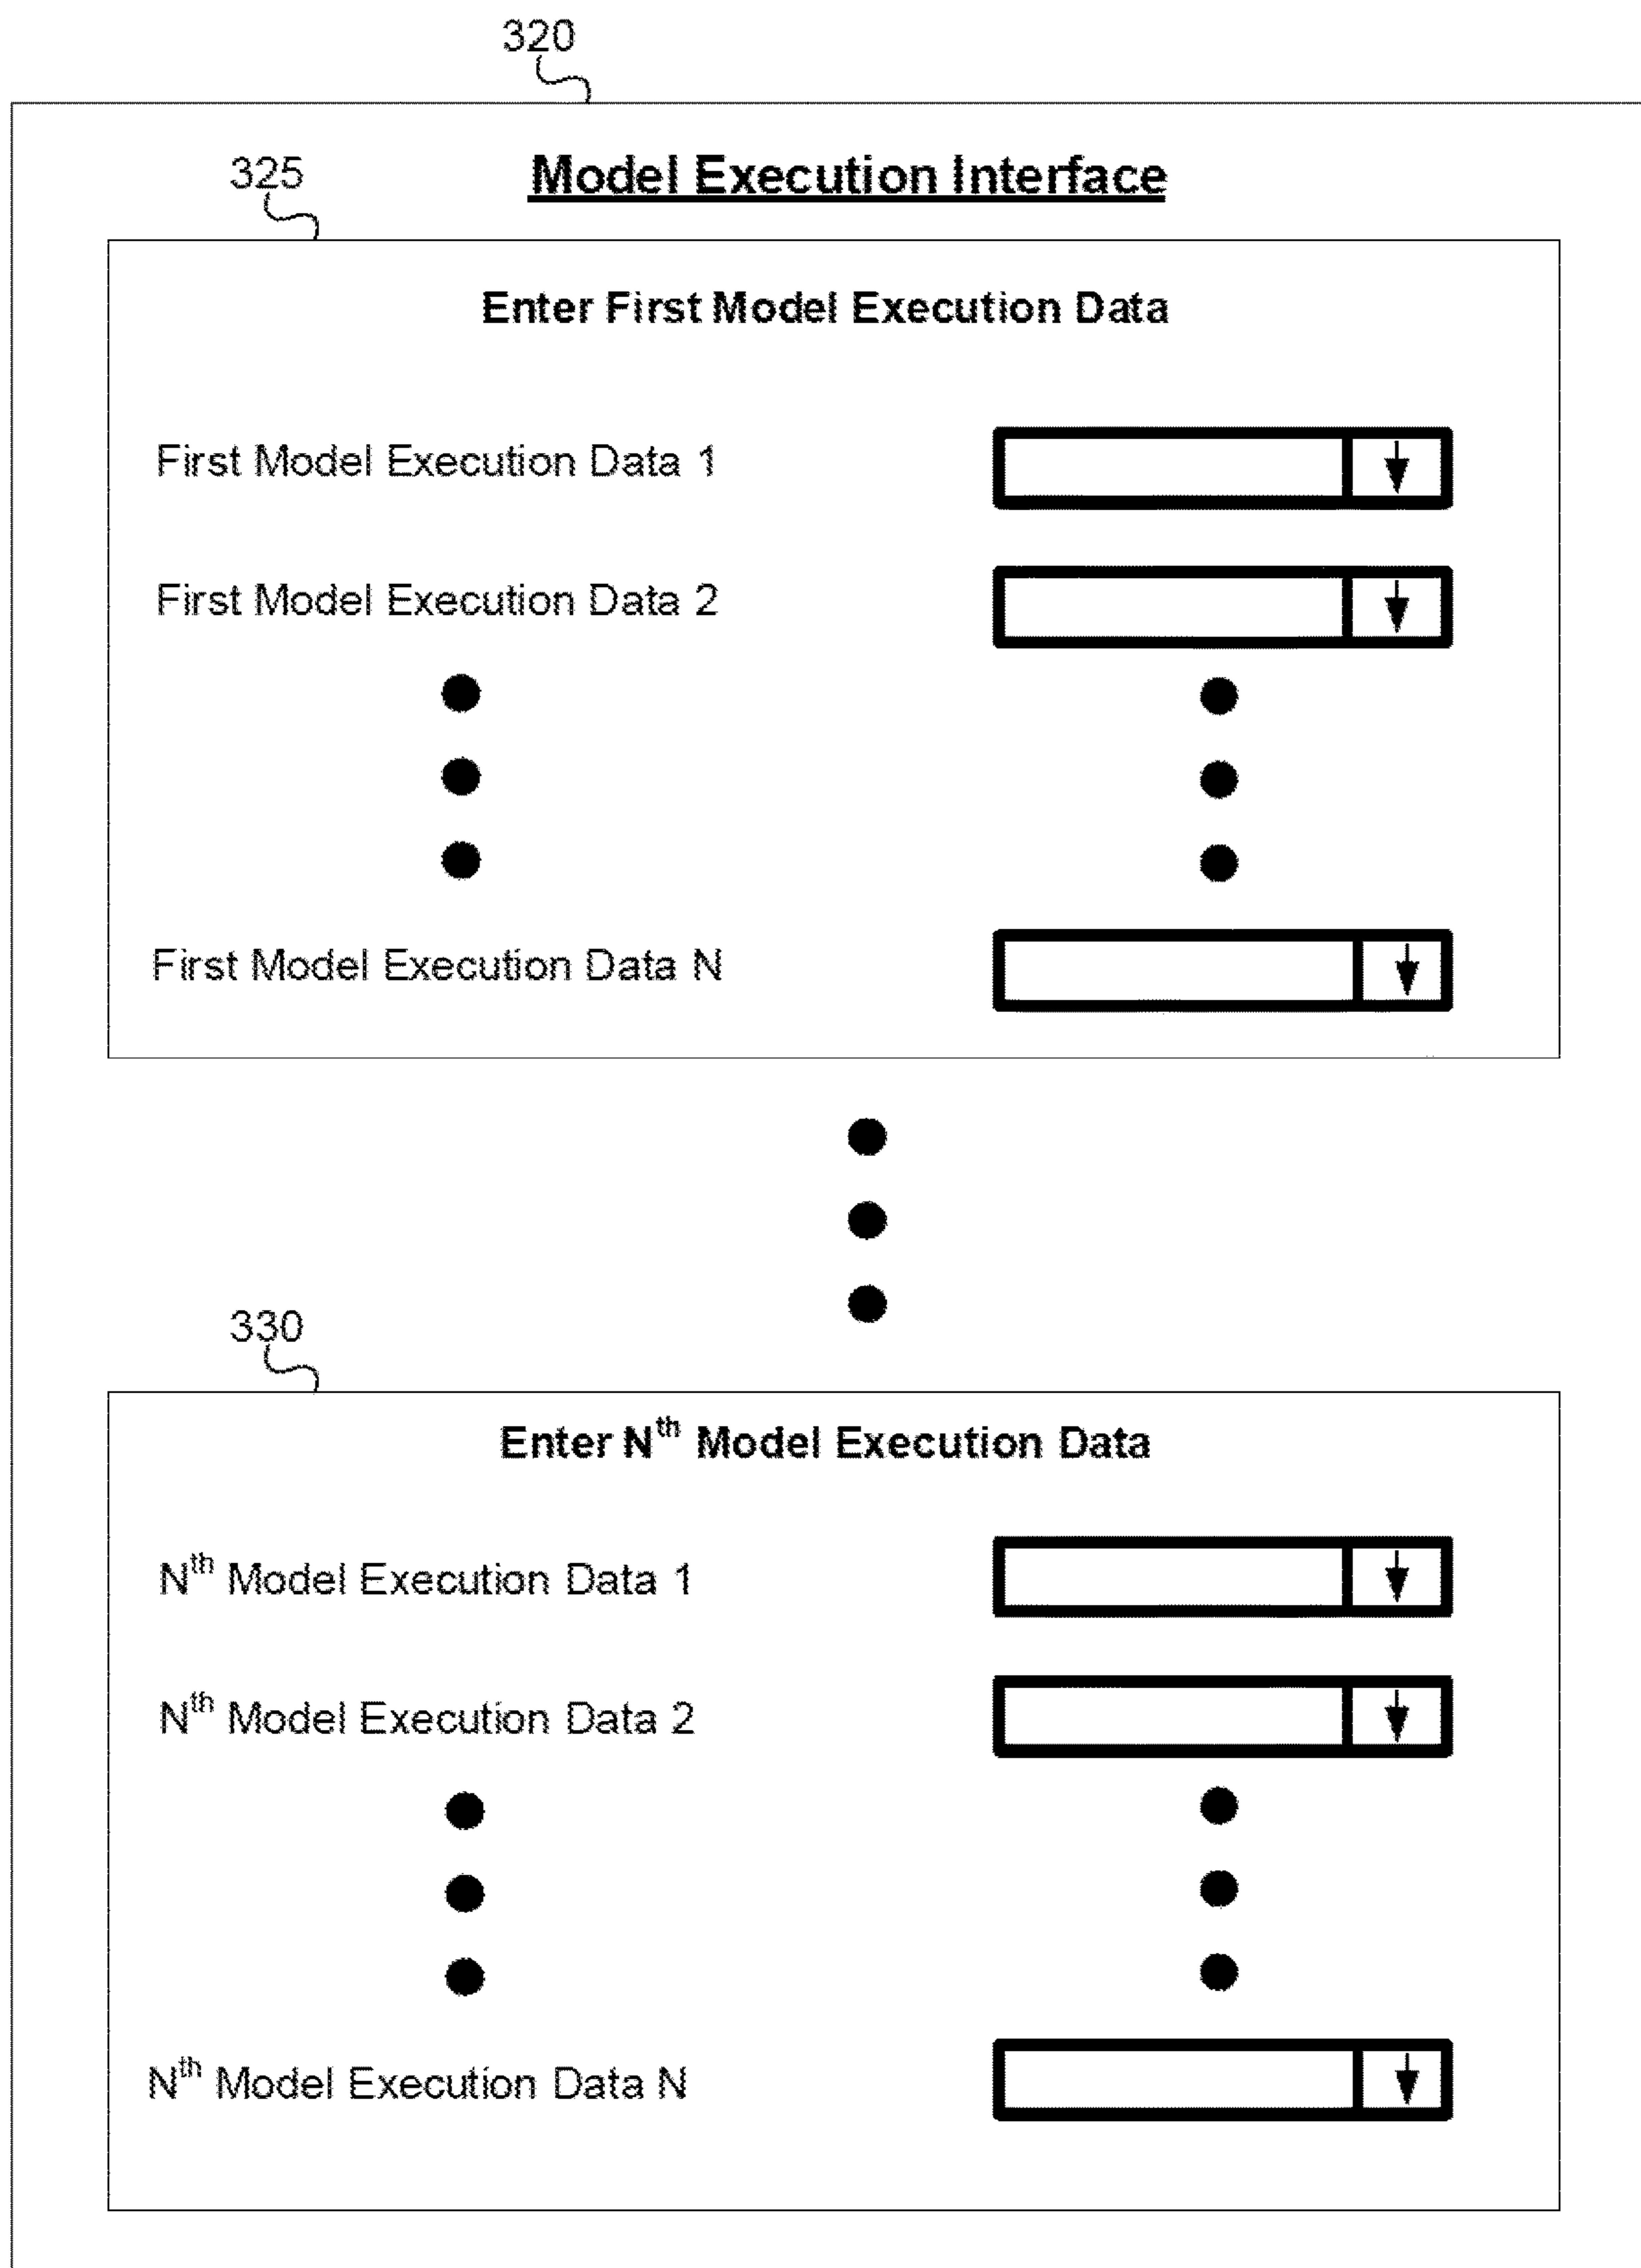 320
325
Model Execution Interface
Enter First Model Execution Data
First Model Execution Data 1
First Model Execution Data 2
First Model Execution Data N
330
Enter Nth Model Execution Data
Nth Model Execution Data 1
Nth Model Execution Data 2
Nth Model Execution Data N